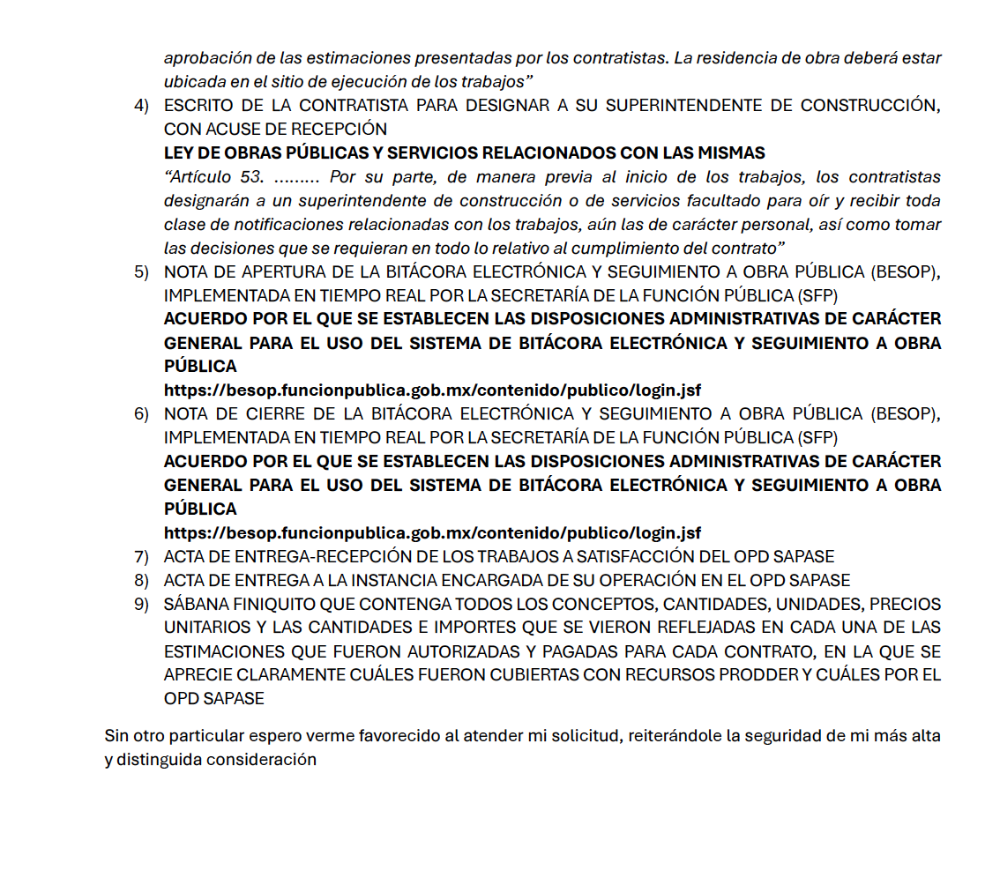 aprobación de las estimaciones presentadas por los contratistas. La residencia de obra deberá estar
ubicada en el sitio de ejecución de los trabajos”
4) ESCRITO DE LA CONTRATISTA PARA DESIGNAR A SU SUPERINTENDENTE DE CONSTRUCCIÓN,
CON ACUSE DE RECEPCIÓN
LEY DE OBRAS PÚBLICAS Y SERVICIOS RELACIONADOS CON LAS MISMAS
“Artículo 53. ......... Por su parte, de manera previa al inicio de los trabajos, los contratistas
designarán a un superintendente de construcción o de servicios facultado para oír y recibir toda
clase de notificaciones relacionadas con los trabajos, aún las de carácter personal, así como tomar
las decisiones que se requieran en todo lo relativo al cumplimiento del contrato”
5) NOTA DE APERTURA DE LA BITÁCORA ELECTRÓNICA Y SEGUIMIENTO A OBRA PÚBLICA (BESOP),
IMPLEMENTADA EN TIEMPO REAL POR LA SECRETARÍA DE LA FUNCIÓN PÚBLICA (SFP)
ACUERDO POR EL QUE SE ESTABLECEN LAS DISPOSICIONES ADMINISTRATIVAS DE CARÁCTER
GENERAL PARA EL USO DEL SISTEMA DE BITÁCORA ELECTRÓNICA Y SEGUIMIENTO A OBRA
PÚBLICA
https://besop.funcionpublica.gob.mx/contenido/publico/login.jsf
6) NOTA DE CIERRE DE LA BITÁCORA ELECTRÓNICA Y SEGUIMIENTO A OBRA PÚBLICA (BESOP),
IMPLEMENTADA EN TIEMPO REAL POR LA SECRETARÍA DE LA FUNCIÓN PÚBLICA (SFP)
ACUERDO POR EL QUE SE ESTABLECEN LAS DISPOSICIONES ADMINISTRATIVAS DE CARÁCTER
GENERAL PARA EL USO DEL SISTEMA DE BITÁCORA ELECTRÓNICA Y SEGUIMIENTO A OBRA
PÚBLICA
https://besop.funcionpublica.gob.mx/contenido/publico/login.jsf
7) ACTA DE ENTREGA-RECEPCIÓN DE LOS TRABAJOS A SATISFACCIÓN DEL OPD SAPASE
8) ACTA DE ENTREGA A LA INSTANCIA ENCARGADA DE SU OPERACIÓN EN EL OPD SAPASE
9) SÁBANA FINIQUITO QUE CONTENGA TODOS LOS CONCEPTOS, CANTIDADES, UNIDADES, PRECIOS
UNITARIOS Y LAS CANTIDADES E IMPORTES QUE SE VIERON REFLEJADAS EN CADA UNA DE LAS
ESTIMACIONES QUE FUERON AUTORIZADAS Y PAGADAS PARA CADA CONTRATO, EN LA QUE SE
APRECIE CLARAMENTE CUÁLES FUERON CUBIERTAS CON RECURSOS PRODDER Y CUÁLES POR EL
OPD SAPASE
Sin otro particular espero verme favorecido al atender mi solicitud, reiterándole la seguridad de mi más alta
y distinguida consideración